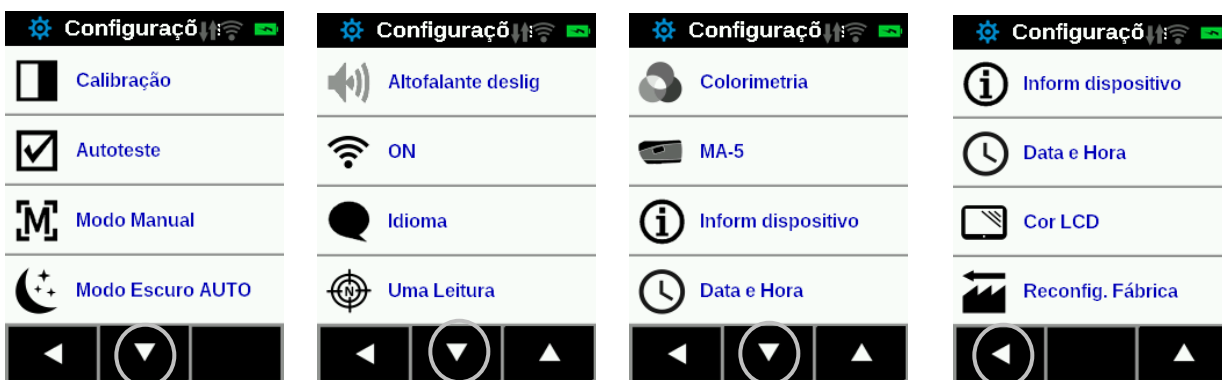 Configuraçõ
Calibração
Autoteste
M Modo Manual
Modo Escuro AUTO
Configuraçõ
Altofalante deslig
ON
Idioma
N Uma Leitura
Configuraçõ
Colorimetria
MA-5
Inform dispositivo
Data e Hora
Configuraçõ
Inform dispositivo
Data e Hora
Cor LCD
Reconfig. Fábrica